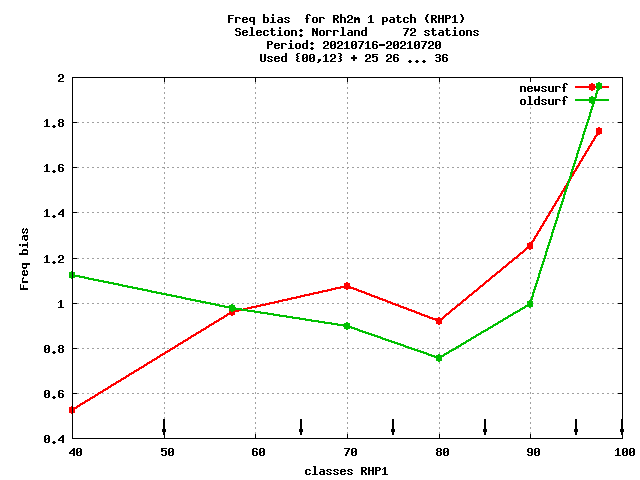 Freq bias  for Rh2m 1 patch (RHP1)
Selection: Norrland     72 stations
Period: 20210716-20210720
Used {00,12} + 25 26 ... 36
newsurf
oldsurf
2
1.8
1.6
1.4
1.2
1
0.8
0.6
0.4
Freq bias
40 50 60 70 80 90 100
classes RHP1